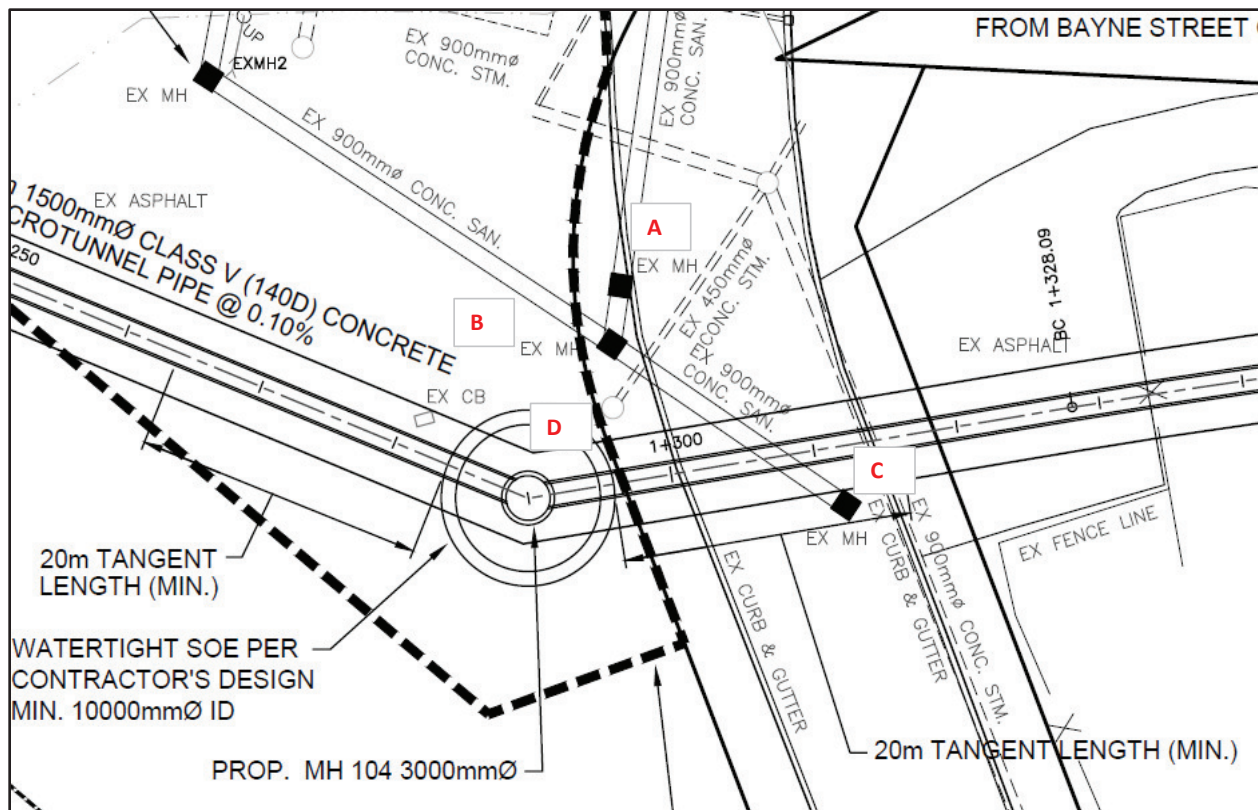 FROM BAYNE STREET
UP
EXMH2
EX MH
EX 900mmø
CONC. STM.
EX 900mmø
CONC. SAN.
EX 900mmø CONC. SAN.
EX ASPHALT
1500mmØ CLASS V (140D) CONCRETE
CROTUNNEL PIPE @ 0.10%
250
A
EX MH
B
EX MH
EX 450mmø
CONC. STM.
EX 900mmø
CONC. SAN.
BC 1+328.09
EX ASPHALT
EX CB
D
1+300
C
EX MH
20m TANGENT
LENGTH (MIN.)
WATERTIGHT SOE PER
CONTRACTOR'S DESIGN
MIN. 10000mmØ ID
PROP. MH 104 3000mmØ
EX CURB & GUTTER
EX CURB & GUTTER
EX 900mmø CONC. STM.
EX FENCE LINE
20m TANGENT LENGTH (MIN.)